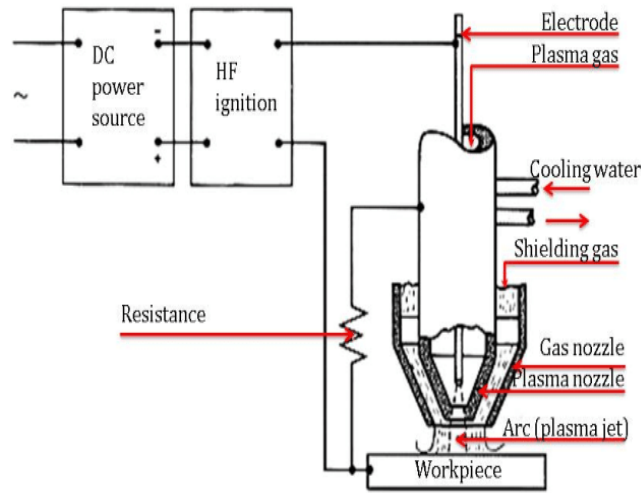 Electrode
Plasma gas
DC
power
source
-
+
HF
ignition
~
Cooling water
Shielding gas
Resistance
Gas nozzle
Plasma nozzle
Arc (plasma jet)
Workpiece